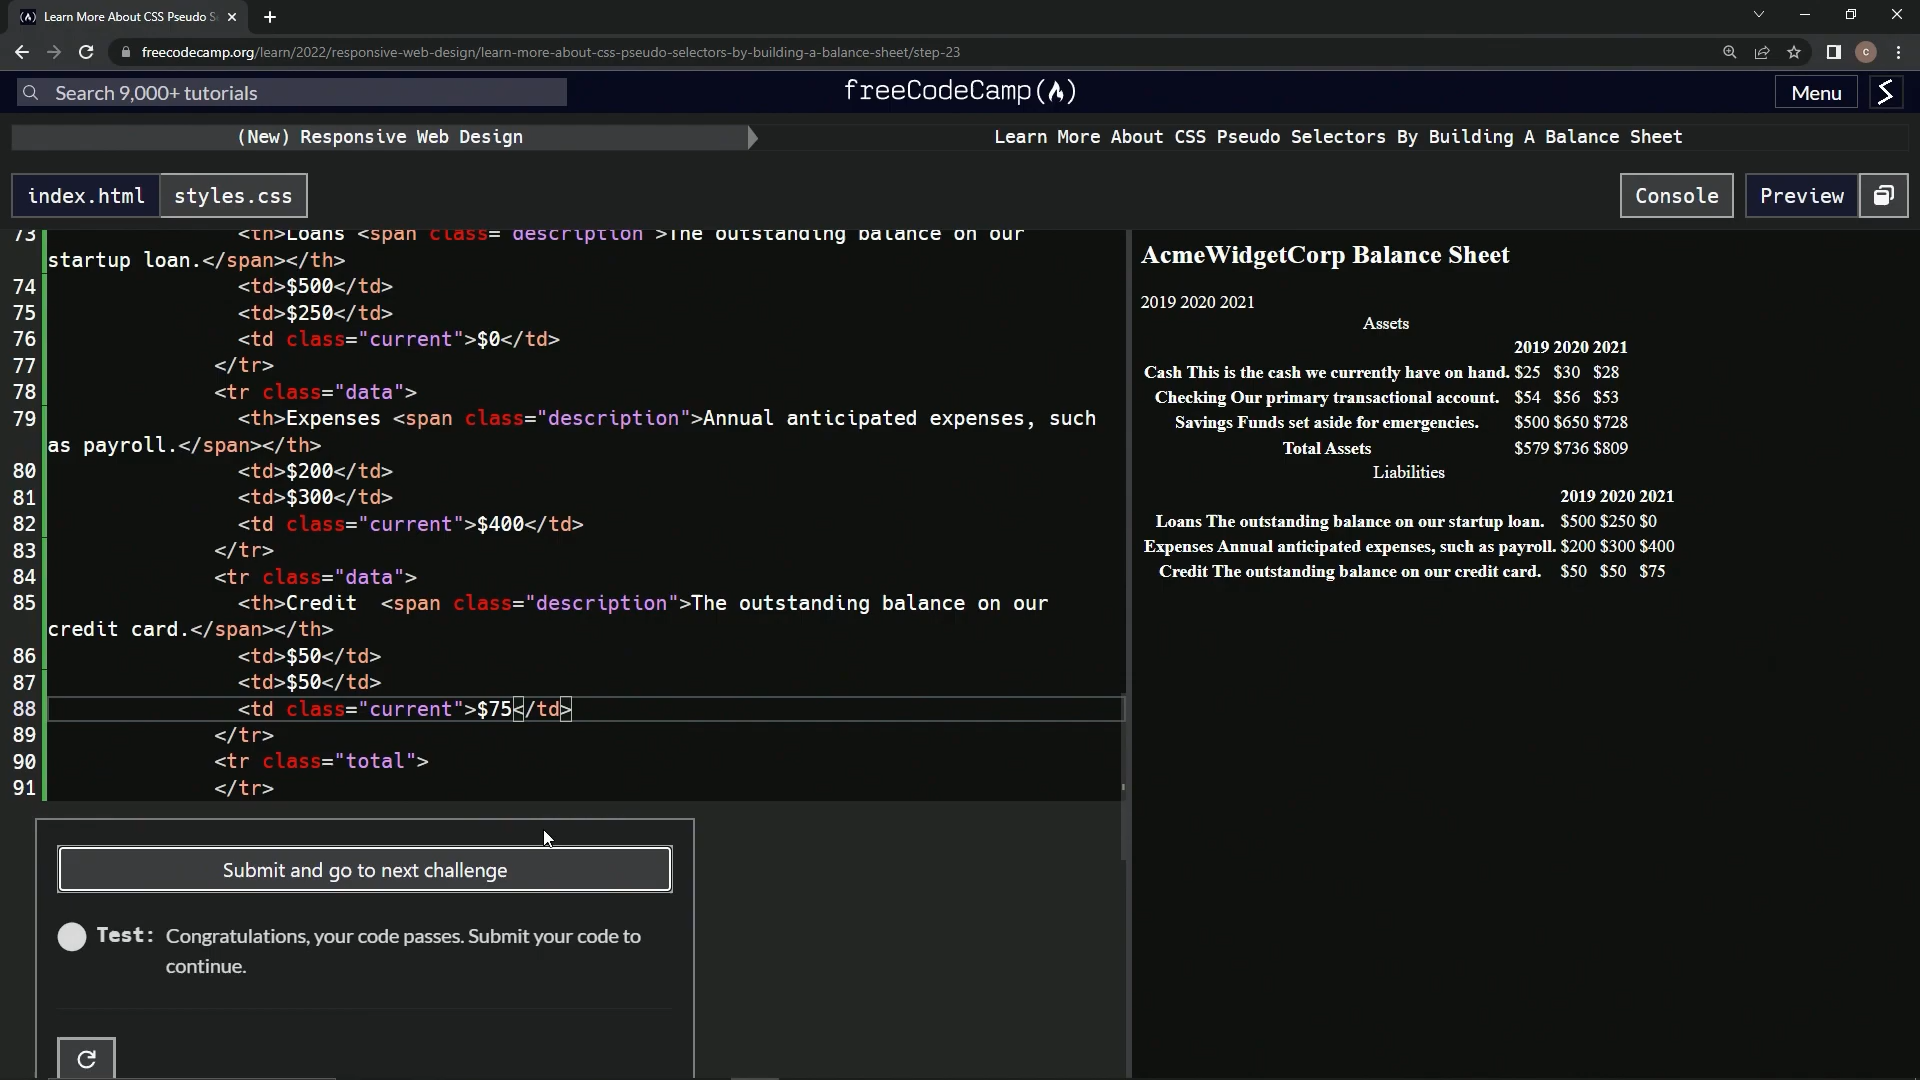 Learn More About CSS Pseudo S
freecodecamp.org/learn/2022/responsive-web-design/learn-more-about-css-pseudo-selectors-by-building-a-balance-sheet/step-23
C
Search 9,000+ tutorials
freeCodeCamp
Menu
(New) Responsive Web Design
Learn More About CSS Pseudo Selectors By Building A Balance Sheet
index.html
styles.css
Console
Preview
73 <th>Loans <span class="description">The outstanding balance on our
startup loan.</span></th>
74 <td>$500</td>
75 <td>$250</td>
76 <td class="current">$0</td>
77 </tr>
78 <tr class="data">
79 <th>Expenses <span class="description">Annual anticipated expenses, such
as payroll.</span></th>
80 <td>$200</td>
81 <td>$300</td>
82 <td class="current">$400</td>
83 </tr>
84 <tr class="data">
85 <th>Credit  <span class="description">The outstanding balance on our
credit card.</span></th>
86 <td>$50</td>
87 <td>$50</td>
88 <td class="current">$75</td>
89 </tr>
90 <tr class="total">
91 </tr>
Submit and go to next challenge
Test: Congratulations, your code passes. Submit your code to
continue.
AcmeWidgetCorp Balance Sheet
2019 2020 2021
Assets
2019 2020 2021
Cash This is the cash we currently have on hand. $25 $30 $28
Checking Our primary transactional account. $54 $56 $53
Savings Funds set aside for emergencies. $500 $650 $728
Total Assets $579 $736 $809
Liabilities
2019 2020 2021
Loans The outstanding balance on our startup loan. $500 $250 $0
Expenses Annual anticipated expenses, such as payroll. $200 $300 $400
Credit The outstanding balance on our credit card. $50 $50 $75